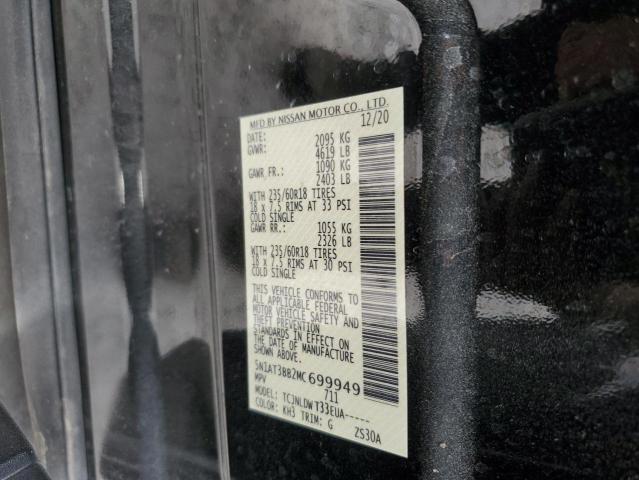 MFD BY NISSAN MOTOR CO., LTD.
DATE: 12/20
GVWR: 2095 KG
4619 LB
GAWR FR.: 1090 KG
2403 LB
WITH 235/60R18 TIRES
18 x 7.5 RIMS AT 33 PSI
COLD SINGLE
GAWR RR.: 1055 KG
2326 LB
WITH 235/60R18 TIRES
18 x 7.5 RIMS AT 30 PSI
COLD SINGLE
THIS VEHICLE CONFORMS TO
ALL APPLICABLE FEDERAL
MOTOR VEHICLE SAFETY AND
THEFT PREVENTION
STANDARDS IN EFFECT ON
THE DATE OF MANUFACTURE
SHOWN ABOVE.
5N1AT3BB2MC699949
MPV 711
MODEL: TCJNLDWT33EUA-----
COLOR: KH3 TRIM: G ZS30A